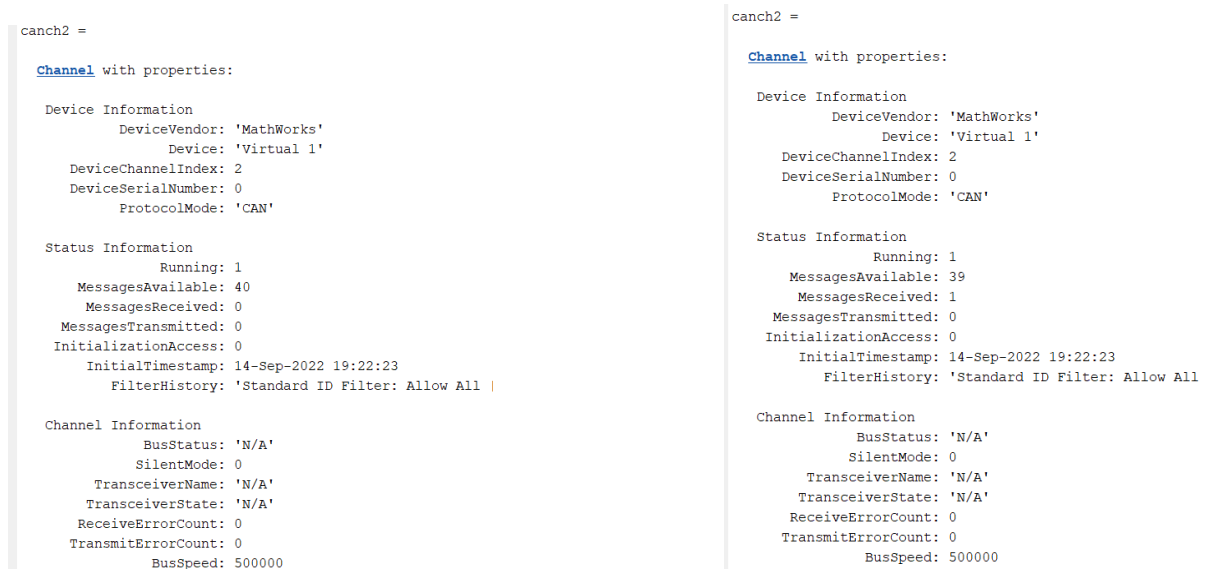 canch2 =
Channel with properties:
Device Information
DeviceVendor: 'MathWorks'
Device: 'Virtual 1'
DeviceChannelIndex: 2
DeviceSerialNumber: 0
ProtocolMode: 'CAN'
Status Information
Running: 1
MessagesAvailable: 40
MessagesReceived: 0
MessagesTransmitted: 0
InitializationAccess: 0
InitialTimestamp: 14-Sep-2022 19:22:23
FilterHistory: 'Standard ID Filter: Allow All |
Channel Information
BusStatus: 'N/A'
SilentMode: 0
TransceiverName: 'N/A'
TransceiverState: 'N/A'
ReceiveErrorCount: 0
TransmitErrorCount: 0
BusSpeed: 500000
canch2 =
Channel with properties:
Device Information
DeviceVendor: 'MathWorks'
Device: 'Virtual 1'
DeviceChannelIndex: 2
DeviceSerialNumber: 0
ProtocolMode: 'CAN'
Status Information
Running: 1
MessagesAvailable: 39
MessagesReceived: 1
MessagesTransmitted: 0
InitializationAccess: 0
InitialTimestamp: 14-Sep-2022 19:22:23
FilterHistory: 'Standard ID Filter: Allow All
Channel Information
BusStatus: 'N/A'
SilentMode: 0
TransceiverName: 'N/A'
TransceiverState: 'N/A'
ReceiveErrorCount: 0
TransmitErrorCount: 0
BusSpeed: 500000